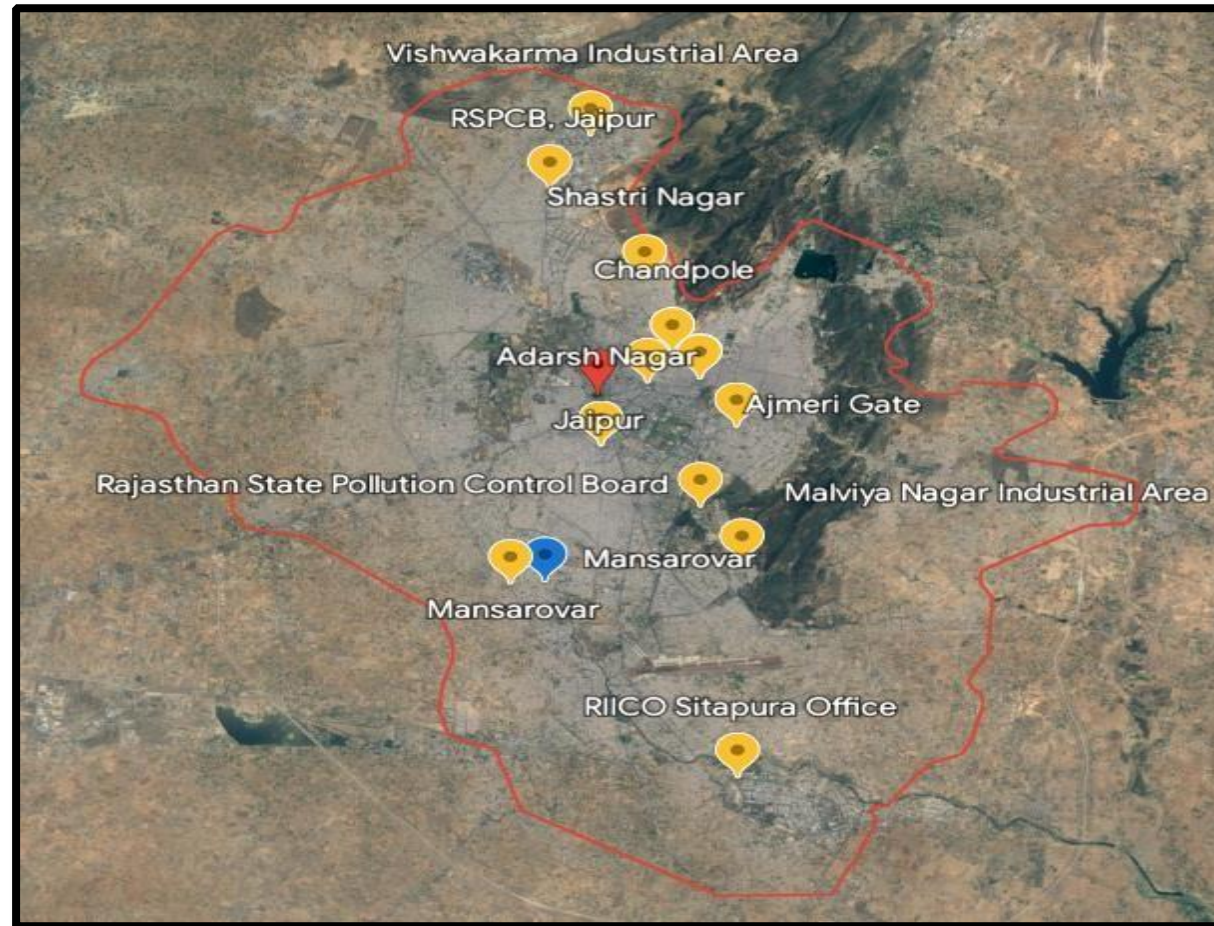 Vishwakarma Industrial Area
RSPCB, Jaipur
Shastri Nagar
Chandpole
Adarsh Nagar
Ajmeri Gate
Jaipur
Rajasthan State Pollution Control Board
Malviya Nagar Industrial Area
Mansarovar
Mansarovar
RIICO Sitapura Office